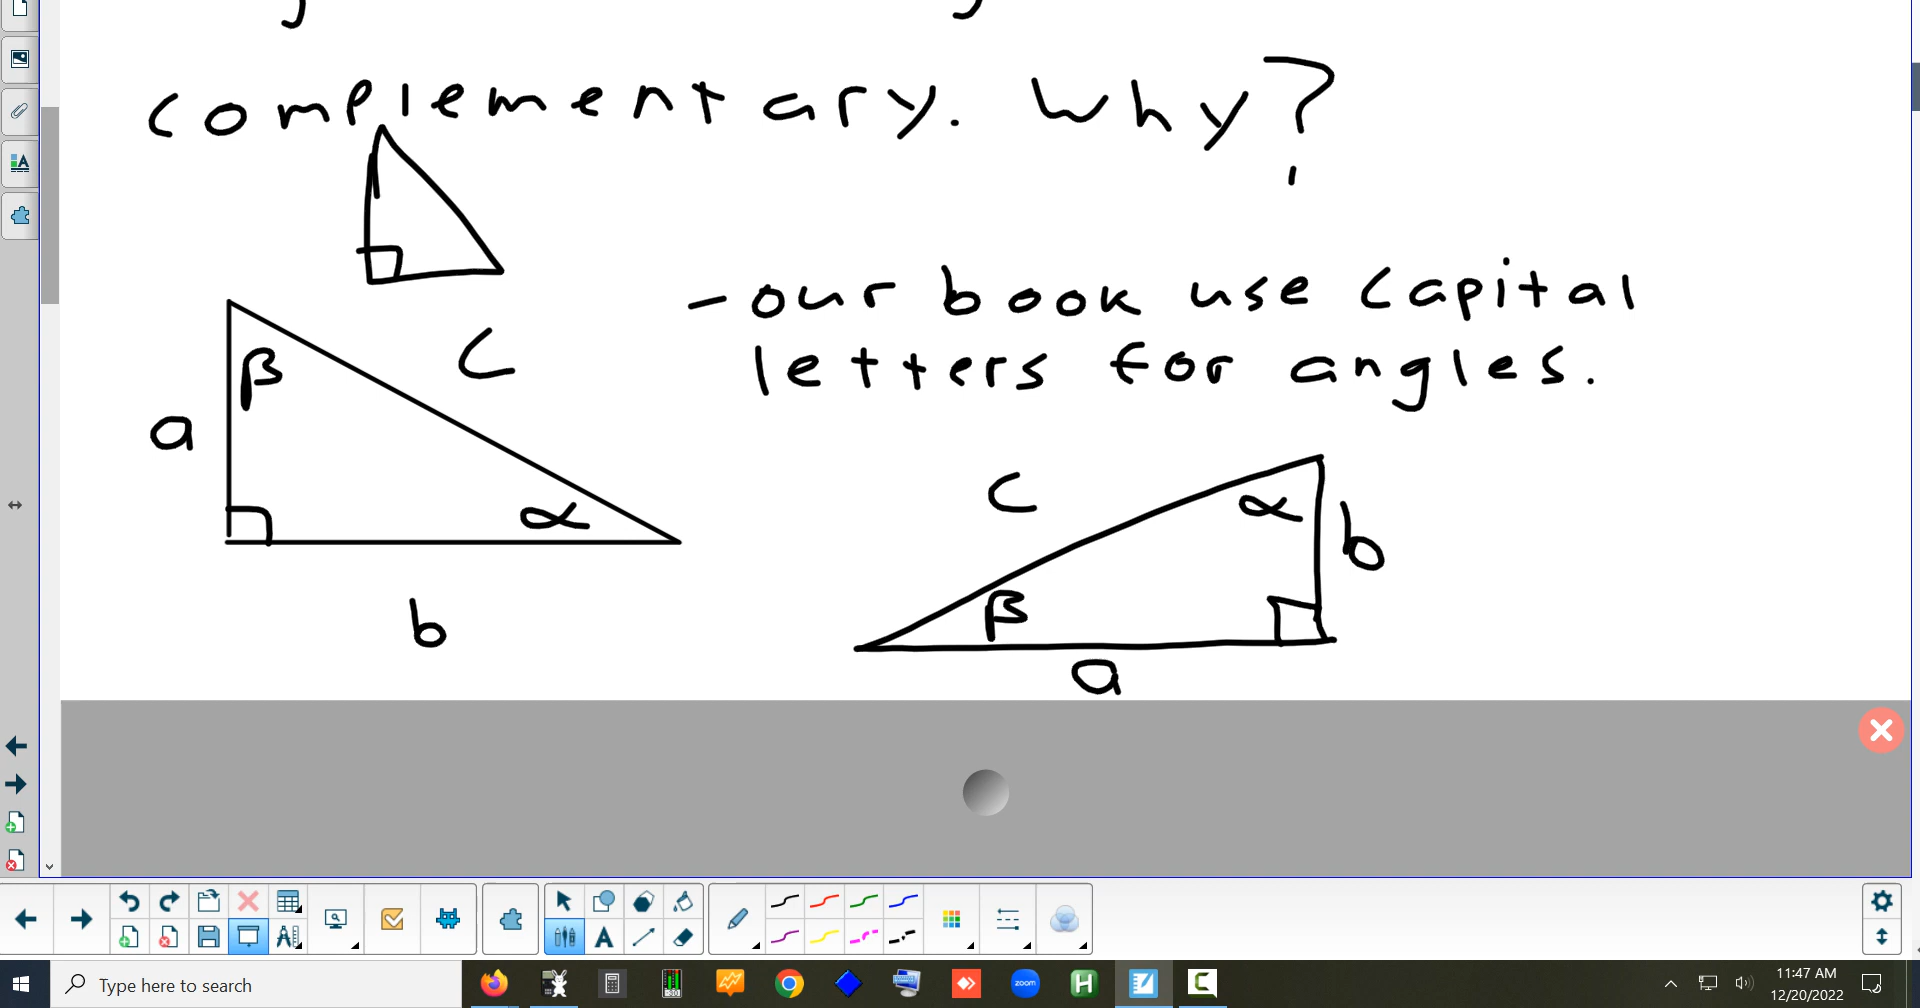 complementary. Why?
- our book use capital
letters for angles.
β
C
a
α
b
C
α
b
β
a
Type here to search
zoom
H
11:47 AM
12/20/2022